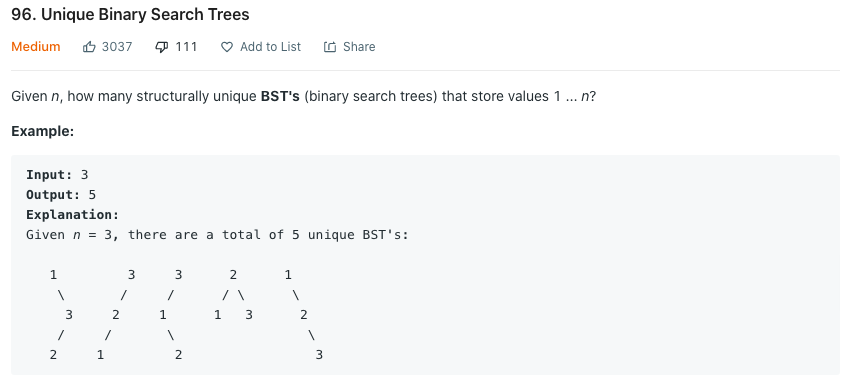 96. Unique Binary Search Trees
Medium 3037 111 Add to List Share
Given n, how many structurally unique BST's (binary search trees) that store values 1 ... n?
Example:
Input: 3
Output: 5
Explanation:
Given n = 3, there are a total of 5 unique BST's:
   1         3     3      2      1
    \       /     /      / \      \
     3     2     1      1   3      2
    /     /       \                 \
   2     1         2                 3